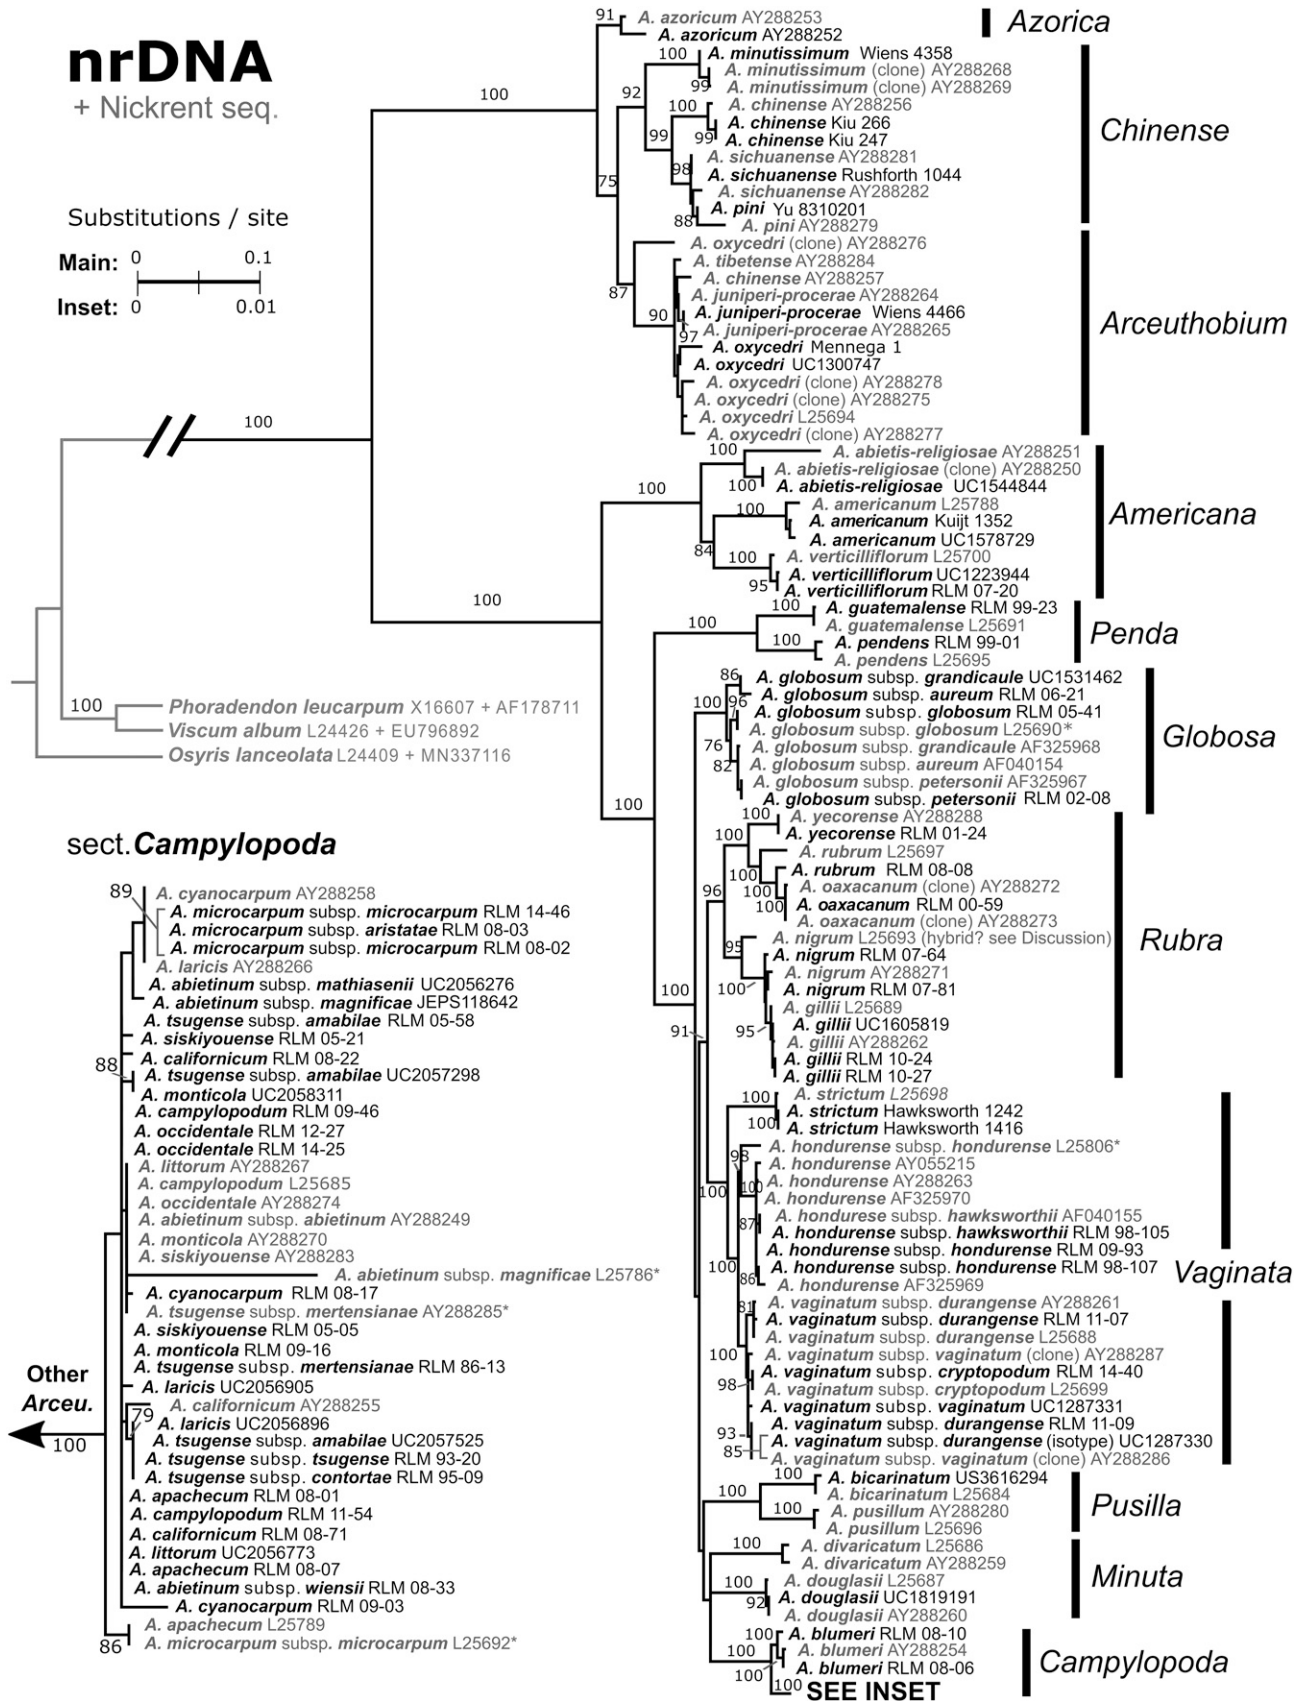 nrDNA
+ Nickrent seq.
Substitutions / site
Main: 0 0.1
Inset: 0 0.01
100
100
100
100
Phoradendron leucarpum X16607 + AF178711
Viscum album L24426 + EU796892
Osyris lanceolata L24409 + MN337116
91
A. azoricum AY288253
A. azoricum AY288252
Azorica
75
92
100
A. minutissimum Wiens 4358
A. minutissimum (clone) AY288268
99
A. minutissimum (clone) AY288269
100
A. chinense AY288256
99
A. chinense Kiu 266
99
A. chinense Kiu 247
A. sichuanense AY288281
98
A. sichuanense Rushforth 1044
A. sichuanense AY288282
A. pini Yu 8310201
88
A. pini AY288279
Chinense
87
A. oxycedri (clone) AY288276
A. tibetense AY288284
A. chinense AY288257
A. juniperi-procerae AY288264
90
A. juniperi-procerae Wiens 4466
97
A. juniperi-procerae AY288265
A. oxycedri Mennega 1
A. oxycedri UC1300747
A. oxycedri (clone) AY288278
A. oxycedri (clone) AY288275
A. oxycedri L25694
A. oxycedri (clone) AY288277
Arceuthobium
100
100
A. abietis-religiosae AY288251
A. abietis-religiosae (clone) AY288250
100
A. abietis-religiosae UC1544844
84
100
A. americanum L25788
A. americanum Kuijt 1352
A. americanum UC1578729
100
A. verticilliflorum L25700
95
A. verticilliflorum UC1223944
A. verticilliflorum RLM 07-20
Americana
100
100
A. guatemalense RLM 99-23
A. guatemalense L25691
100
A. pendens RLM 99-01
A. pendens L25695
Penda
100
100
86
A. globosum subsp. grandicaule UC1531462
A. globosum subsp. aureum RLM 06-21
96
A. globosum subsp. globosum RLM 05-41
A. globosum subsp. globosum L25690*
76
A. globosum subsp. grandicaule AF325968
82
A. globosum subsp. aureum AF040154
A. globosum subsp. petersonii AF325967
A. globosum subsp. petersonii RLM 02-08
Globosa
100
91
96
100
100
A. yecorense AY288288
A. yecorense RLM 01-24
A. rubrum L25697
100
A. rubrum RLM 08-08
100
A. oaxacanum (clone) AY288272
100
A. oaxacanum RLM 00-59
A. oaxacanum (clone) AY288273
95
A. nigrum L25693 (hybrid? see Discussion)
A. nigrum RLM 07-64
A. nigrum AY288271
100
A. nigrum RLM 07-81
A. gillii L25689
95
A. gillii UC1605819
A. gillii AY288262
A. gillii RLM 10-24
A. gillii RLM 10-27
Rubra
100
100
A. strictum L25698
A. strictum Hawksworth 1242
100
A. strictum Hawksworth 1416
98
A. hondurense subsp. hondurense L25806*
A. hondurense AY055215
100
A. hondurense AY288263
A. hondurense AF325970
87
A. hondurese subsp. hawksworthii AF040155
A. hondurense subsp. hawksworthii RLM 98-105
A. hondurense subsp. hondurense RLM 09-93
100
A. hondurense subsp. hondurense RLM 98-107
86
A. hondurense AF325969
81
A. vaginatum subsp. durangense AY288261
A. vaginatum subsp. durangense RLM 11-07
A. vaginatum subsp. durangense L25688
100
A. vaginatum subsp. vaginatum (clone) AY288287
A. vaginatum subsp. cryptopodum RLM 14-40
98
A. vaginatum subsp. cryptopodum L25699
A. vaginatum subsp. vaginatum UC1287331
A. vaginatum subsp. durangense RLM 11-09
93
A. vaginatum subsp. durangense (isotype) UC1287330
85
A. vaginatum subsp. vaginatum (clone) AY288286
Vaginata
100
100
A. bicarinatum US3616294
A. bicarinatum L25684
100
A. pusillum AY288280
A. pusillum L25696
Pusilla
100
A. divaricatum L25686
A. divaricatum AY288259
100
A. douglasii L25687
92
A. douglasii UC1819191
A. douglasii AY288260
Minuta
100
100
A. blumeri RLM 08-10
A. blumeri AY288254
100
A. blumeri RLM 08-06
100
SEE INSET
Campylopoda
sect. Campylopoda
89
A. cyanocarpum AY288258
A. microcarpum subsp. microcarpum RLM 14-46
A. microcarpum subsp. aristatae RLM 08-03
A. microcarpum subsp. microcarpum RLM 08-02
A. laricis AY288266
A. abietinum subsp. mathiasenii UC2056276
A. abietinum subsp. magnificae JEPS118642
A. tsugense subsp. amabilae RLM 05-58
A. siskiyouense RLM 05-21
A. californicum RLM 08-22
88
A. tsugense subsp. amabilae UC2057298
A. monticola UC2058311
A. campylopodum RLM 09-46
A. occidentale RLM 12-27
A. occidentale RLM 14-25
A. littorum AY288267
A. campylopodum L25685
A. occidentale AY288274
A. abietinum subsp. abietinum AY288249
A. monticola AY288270
A. siskiyouense AY288283
A. abietinum subsp. magnificae L25786*
A. cyanocarpum RLM 08-17
A. tsugense subsp. mertensianae AY288285*
A. siskiyouense RLM 05-05
A. monticola RLM 09-16
A. tsugense subsp. mertensianae RLM 86-13
A. laricis UC2056905
A. californicum AY288255
79
A. laricis UC2056896
A. tsugense subsp. amabilae UC2057525
A. tsugense subsp. tsugense RLM 93-20
A. tsugense subsp. contortae RLM 95-09
A. apachecum RLM 08-01
A. campylopodum RLM 11-54
A. californicum RLM 08-71
A. littorum UC2056773
A. apachecum RLM 08-07
A. abietinum subsp. wiensii RLM 08-33
A. cyanocarpum RLM 09-03
A. apachecum L25789
86
A. microcarpum subsp. microcarpum L25692*
Other
Arceu.
100